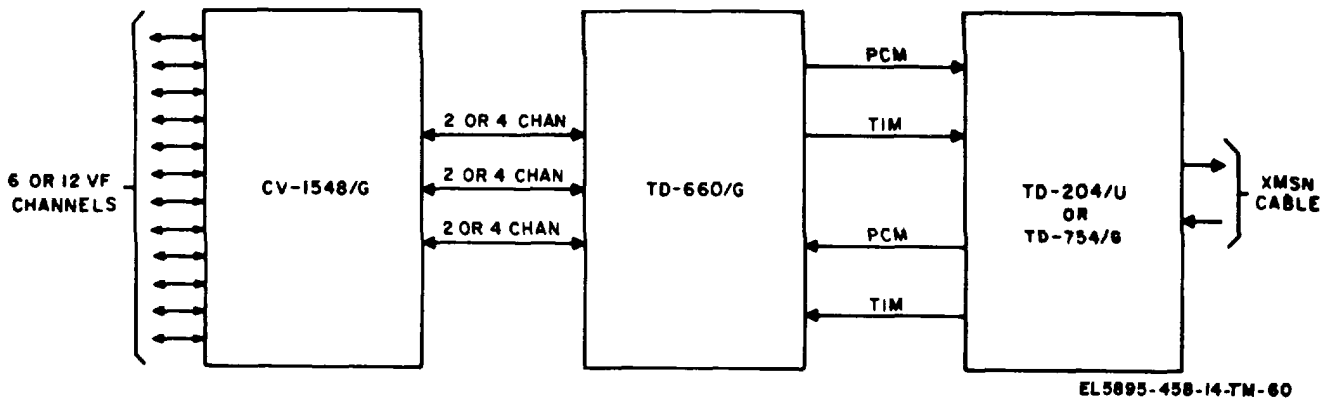 6 OR 12 VF
CHANNELS
CV-1548/G
2 OR 4 CHAN
2 OR 4 CHAN
2 OR 4 CHAN
TD-660/G
PCM
TIM
PCM
TIM
TD-204/U
OR
TD-754/G
XMSN
CABLE
EL5895-458-14-TM-60